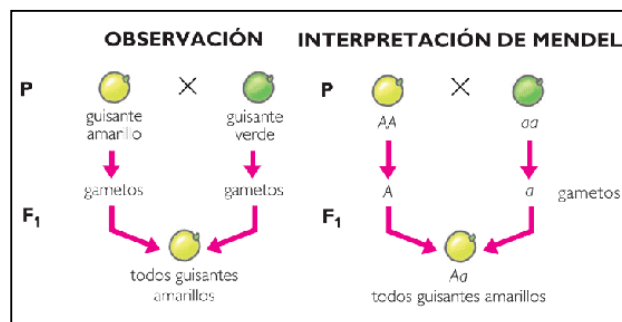 OBSERVACIÓN
P
guisante
amarillo
guisante
verde
gametos
gametos
F1
todos guisantes
amarillos
INTERPRETACIÓN DE MENDEL
P
AA
aa
A
a
gametos
F1
Aa
todos guisantes amarillos